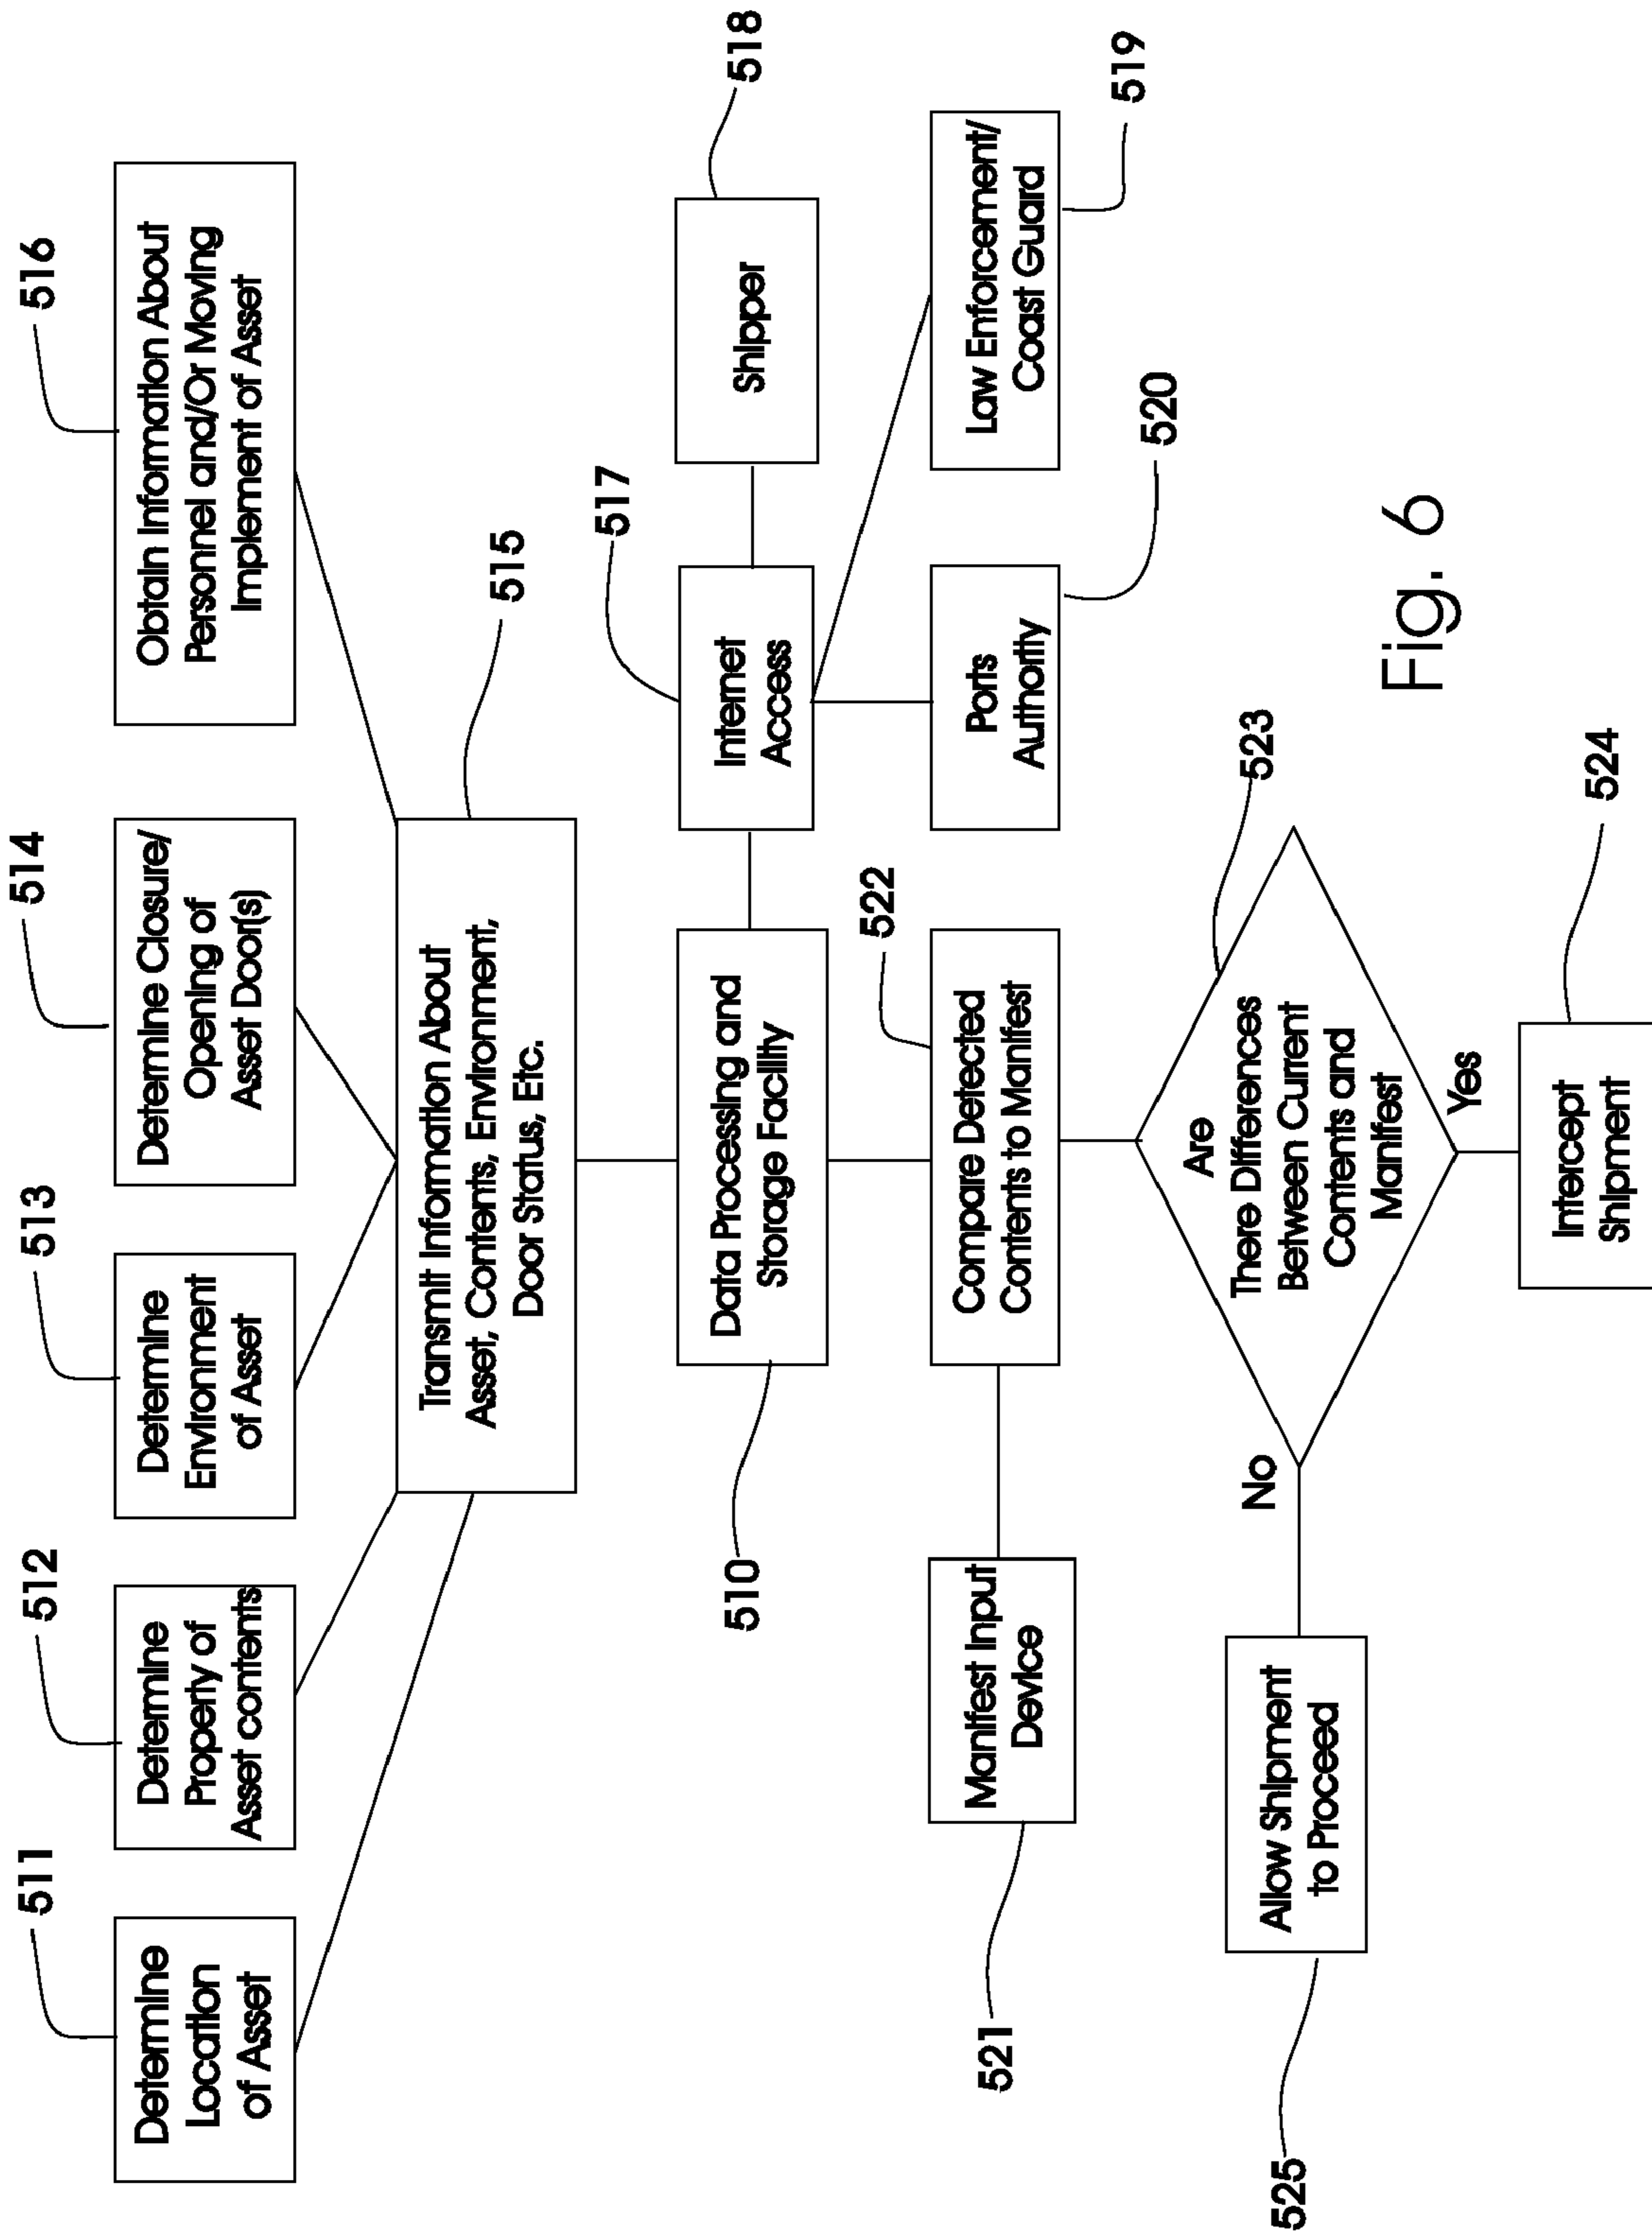 511
Determine
Location
of Asset
512
Determine
Property of
Asset contents
513
Determine
Environment
of Asset
514
Determine Closure/
Opening of
Asset Door(s)
516
Obtain Information About
Personnel and/Or Moving
Implement of Asset
515
Transmit Information About
Asset, Contents, Environment,
Door Status, Etc.
510
Data Processing and
Storage Facility
517
Internet
Access
518
Shipper
521
Manifest Input
Device
522
Compare Detected
Contents to Manifest
520
Ports
Authority
519
Law Enforcement/
Coast Guard
525
Allow Shipment
to Proceed
No
523
Are
There Differences
Between Current
Contents and
Manifest
Yes
524
Intercept
Shipment
Fig. 6